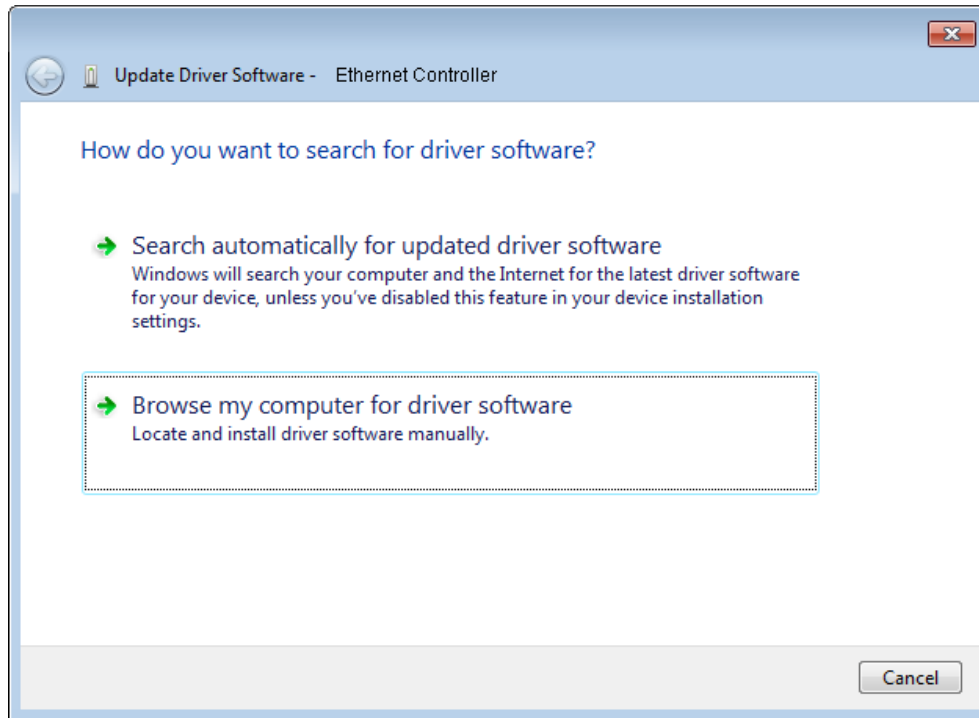 Update Driver Software - Ethernet Controller
How do you want to search for driver software?
Search automatically for updated driver software
Windows will search your computer and the Internet for the latest driver software
for your device, unless you've disabled this feature in your device installation
settings.
Browse my computer for driver software
Locate and install driver software manually.
Cancel